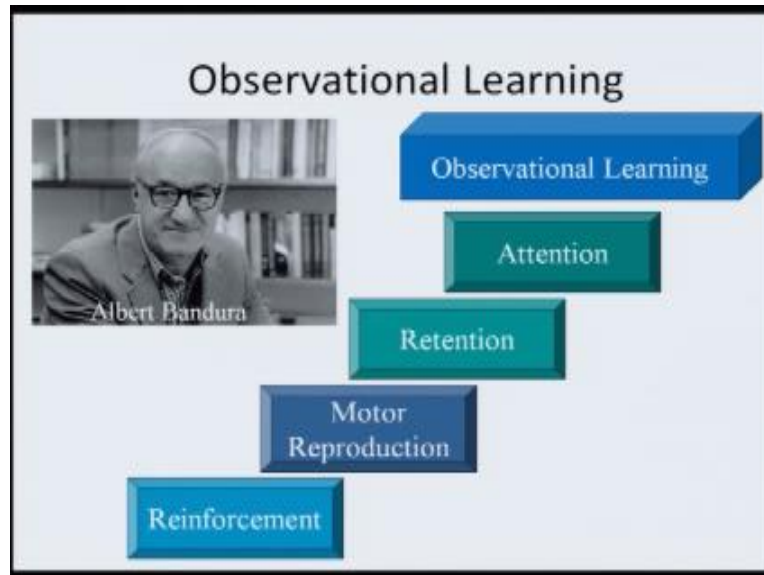 Observational Learning
Albert Bandura
Observational Learning
Attention
Retention
Motor
Reproduction
Reinforcement